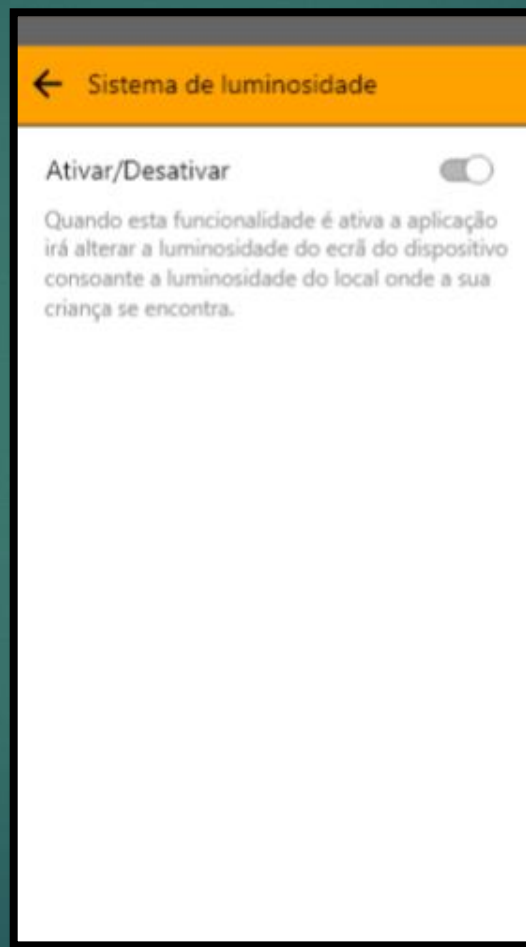 Sistema de luminosidade
Ativar/Desativar
Quando esta funcionalidade é ativa a aplicação
irá alterar a luminosidade do ecrã do dispositivo
consoante a luminosidade do local onde a sua
criança se encontra.